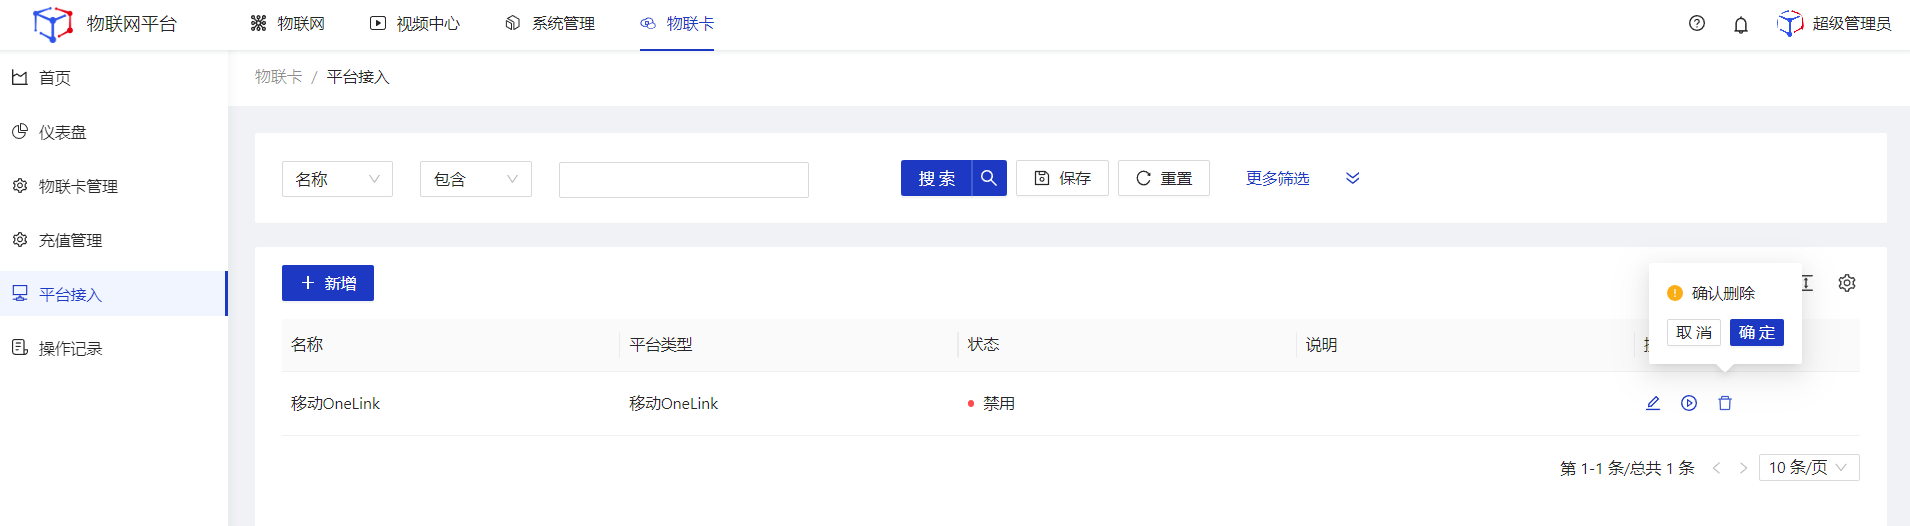 物联网平台 物联网 视频中心 系统管理 物联卡 超级管理员
首页
仪表盘
物联卡管理
充值管理
平台接入
操作记录
物联卡 / 平台接入
名称 包含 搜索 保存 重置 更多筛选
新增
确认删除
取消 确定
名称 平台类型 状态 说明
移动OneLink 移动OneLink 禁用
第 1-1 条/总共 1 条 10 条/页